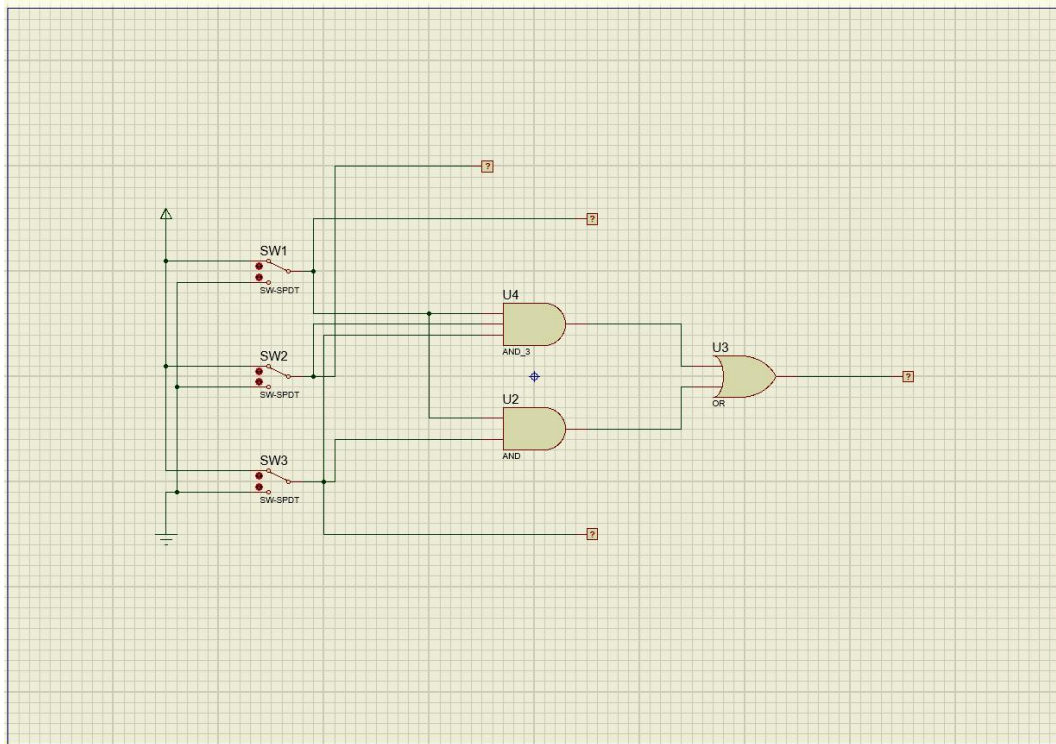 ?
?
SW1
SW-SPDT
U4
AND_3
SW2
SW-SPDT
U3
OR
?
U2
AND
SW3
SW-SPDT
?